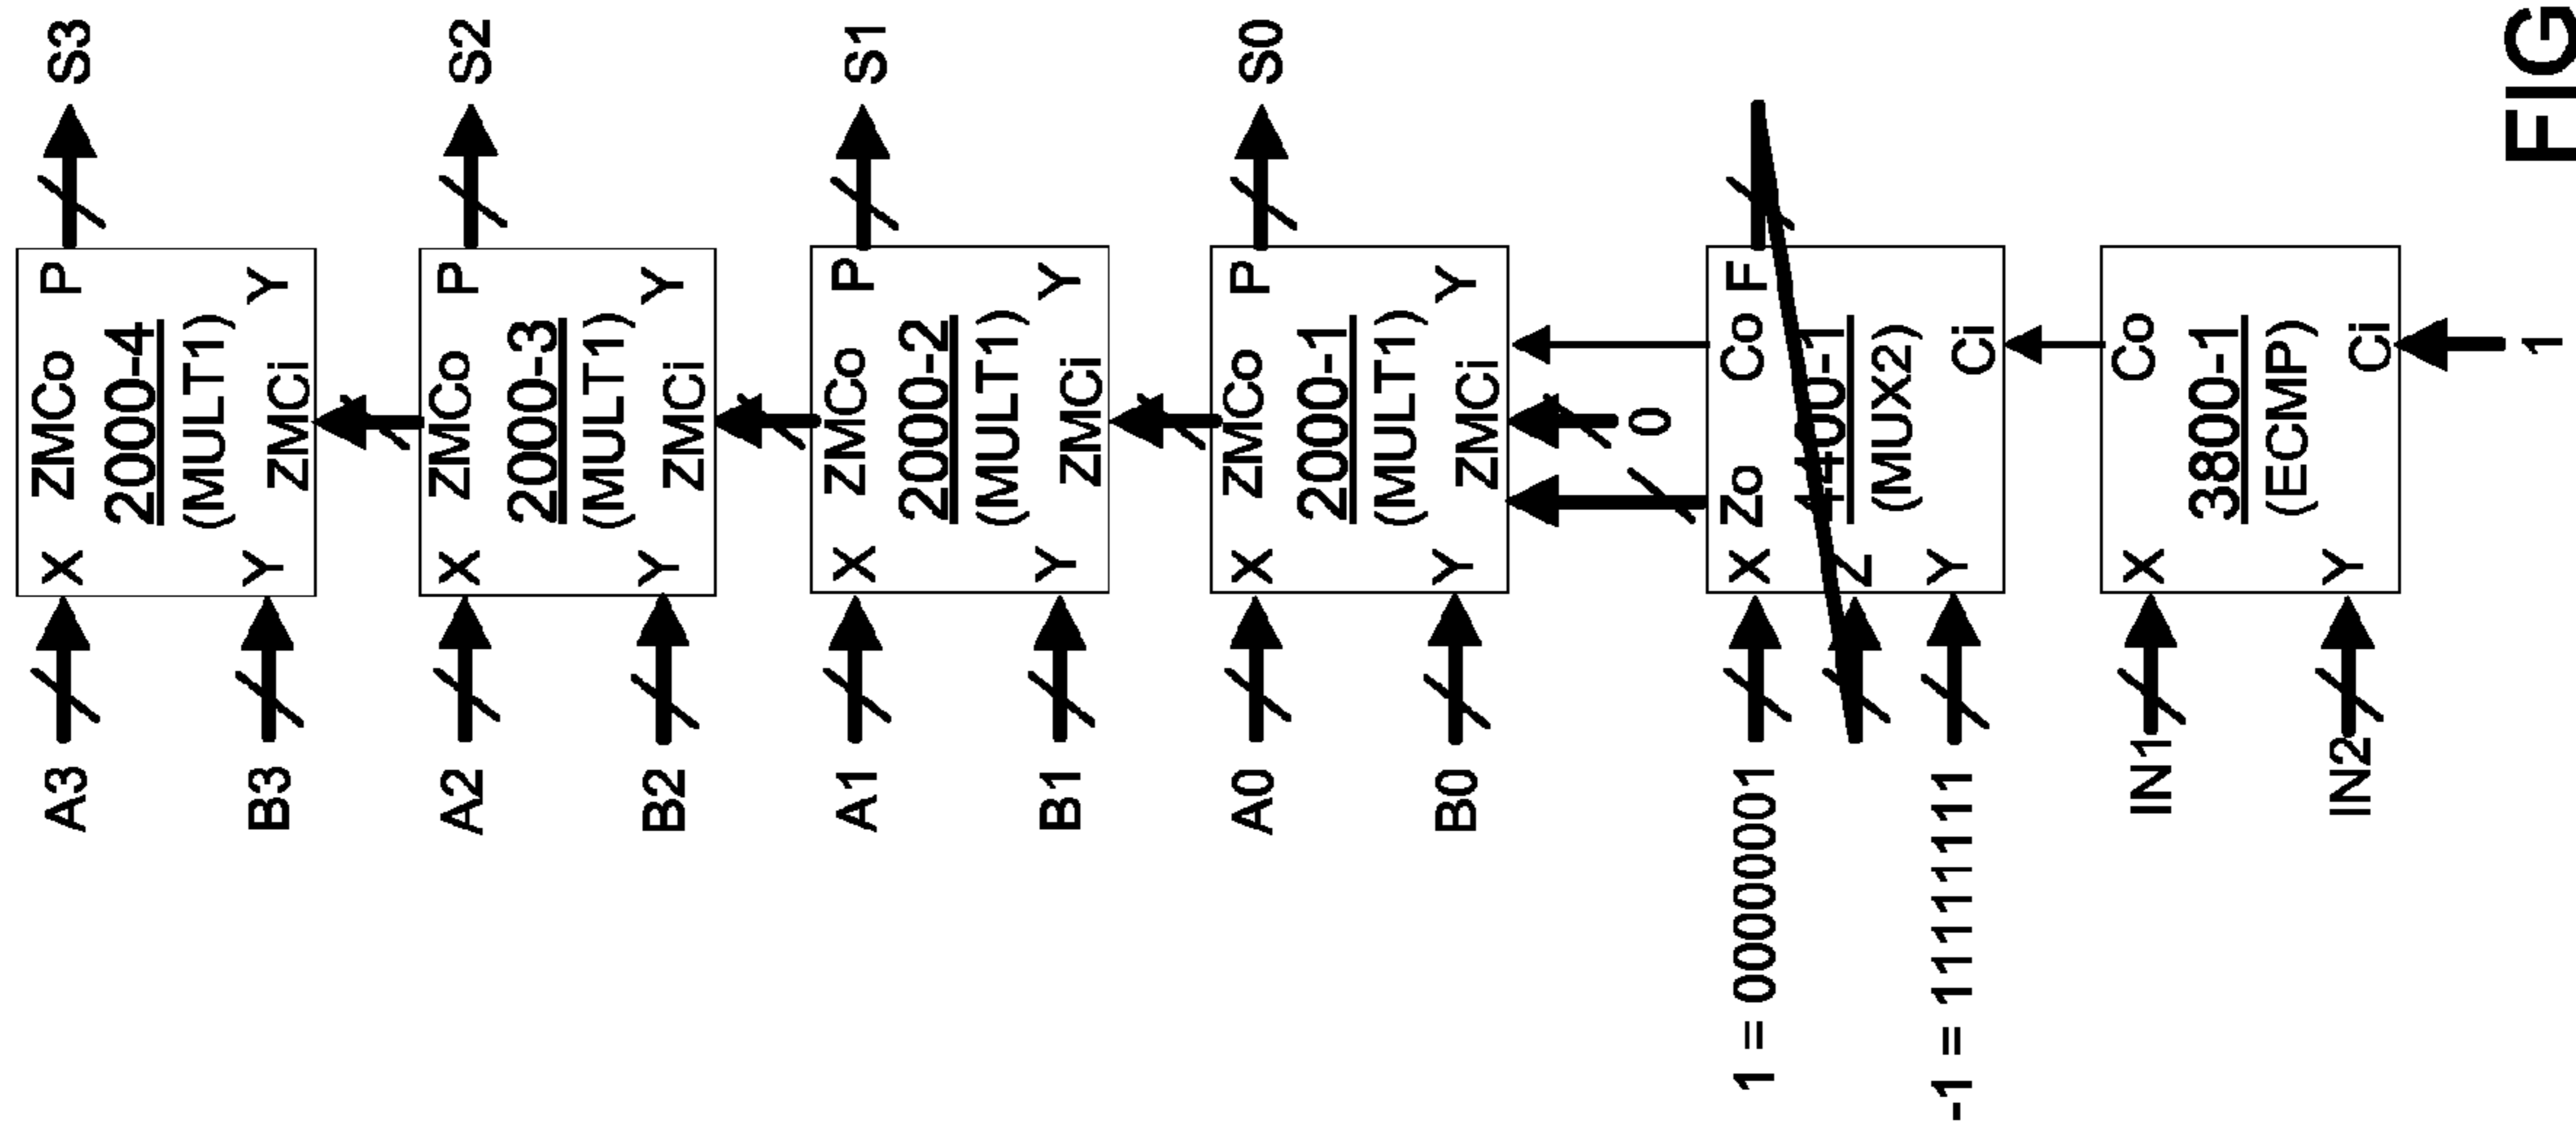 A3 X ZMCo P S3
2000-4
(MULT1)
B3 Y ZMCi Y
A2 X ZMCo P S2
2000-3
(MULT1)
B2 Y ZMCi Y
A1 X ZMCo P S1
2000-2
(MULT1)
B1 Y ZMCi Y
A0 X ZMCo P S0
2000-1
(MULT1)
B0 Y ZMCi Y
0
1 = 00000001 X Zo Co F
Z
(MUX2)
-1 = 11111111 Y Ci
IN1 X Co
3800-1
(ECMP)
IN2 Y Ci
1
FIG